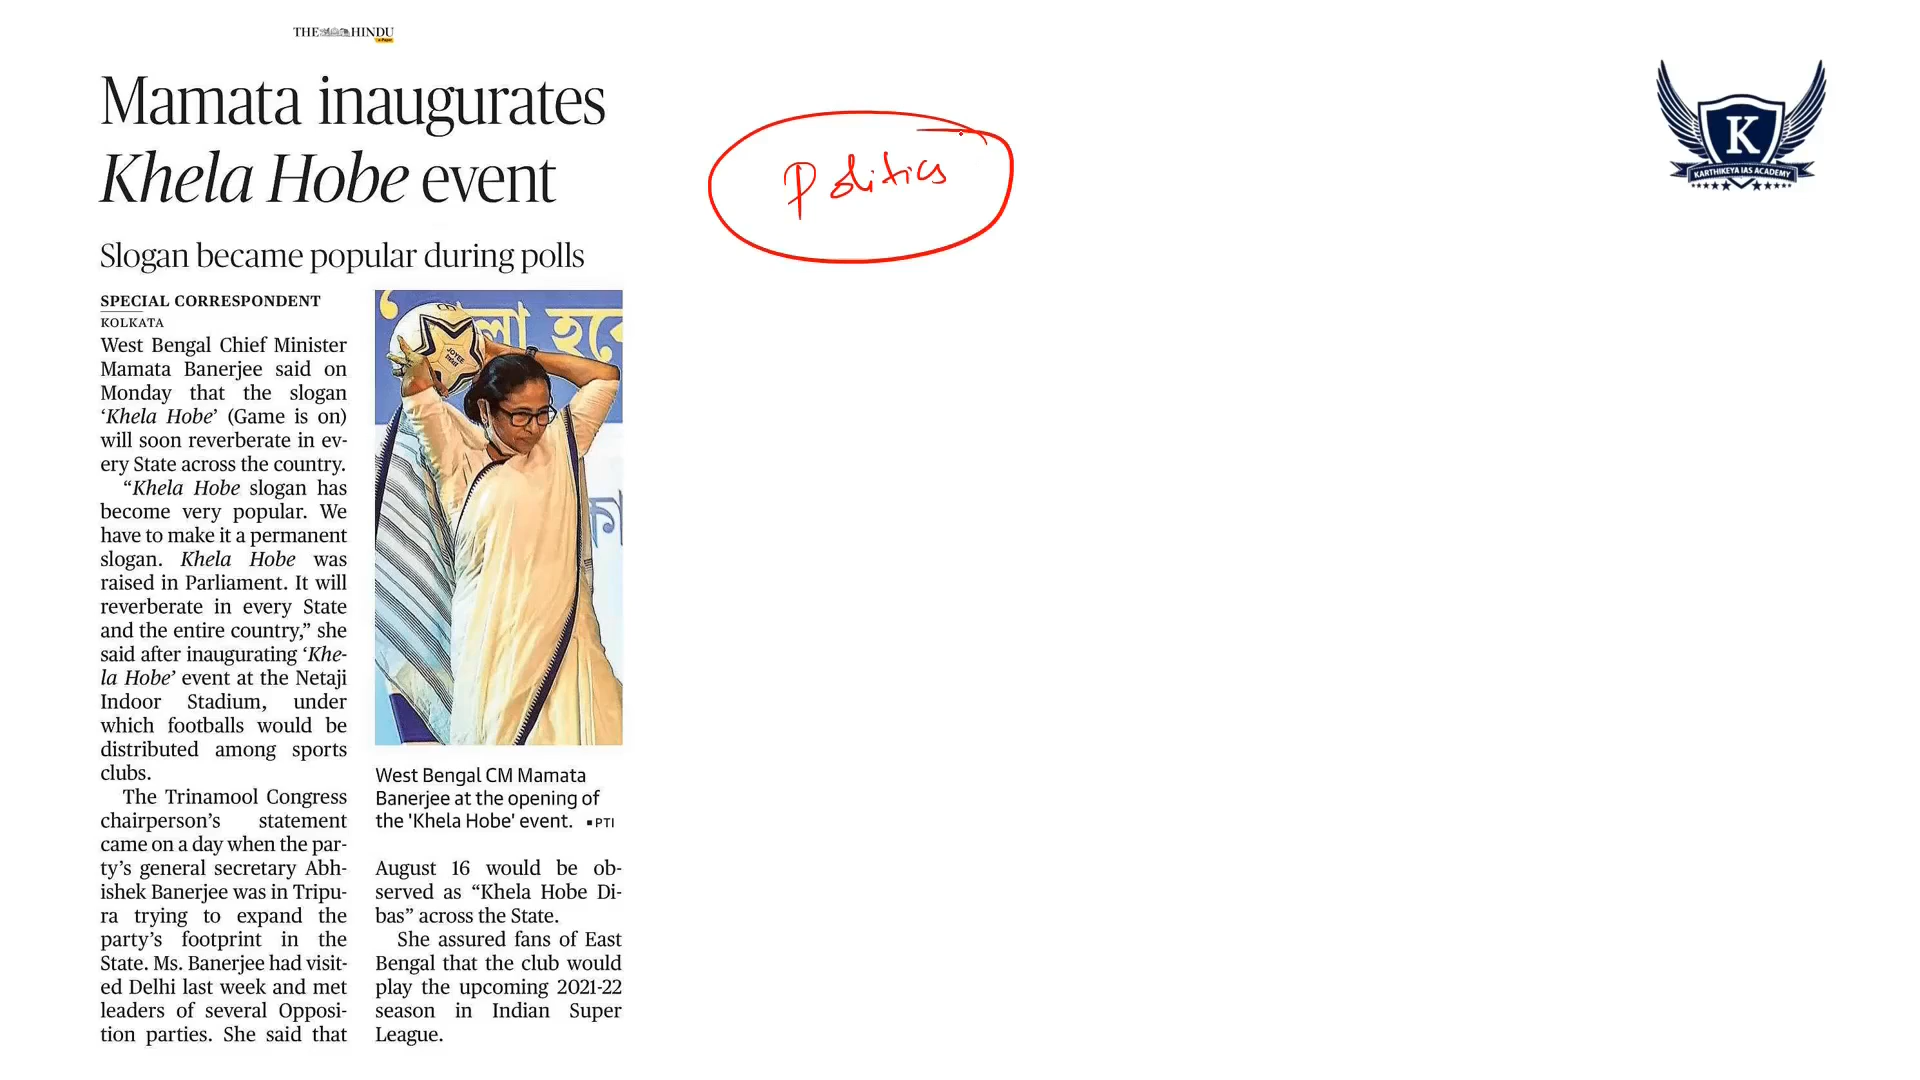 THE HINDU
e-Paper
Mamata inaugurates
Khela Hobe event
Slogan became popular during polls
SPECIAL CORRESPONDENT
KOLKATA
West Bengal Chief Minister
Mamata Banerjee said on
Monday that the slogan
‘Khela Hobe’ (Game is on)
will soon reverberate in ev-
ery State across the country.
“Khela Hobe slogan has
become very popular. We
have to make it a permanent
slogan. Khela Hobe was
raised in Parliament. It will
reverberate in every State
and the entire country,” she
said after inaugurating ‘Khe-
la Hobe’ event at the Netaji
Indoor Stadium, under
which footballs would be
distributed among sports
clubs.
The Trinamool Congress
chairperson’s statement
came on a day when the par-
ty’s general secretary Abh-
ishek Banerjee was in Tripu-
ra trying to expand the
party’s footprint in the
State. Ms. Banerjee had visit-
ed Delhi last week and met
leaders of several Opposi-
tion parties. She said that
JOYEE
West Bengal CM Mamata
Banerjee at the opening of
the 'Khela Hobe' event. ▪PTI
August 16 would be ob-
served as “Khela Hobe Di-
bas” across the State.
She assured fans of East
Bengal that the club would
play the upcoming 2021-22
season in Indian Super
League.
Politics
K
KARTHIKEYA IAS ACADEMY